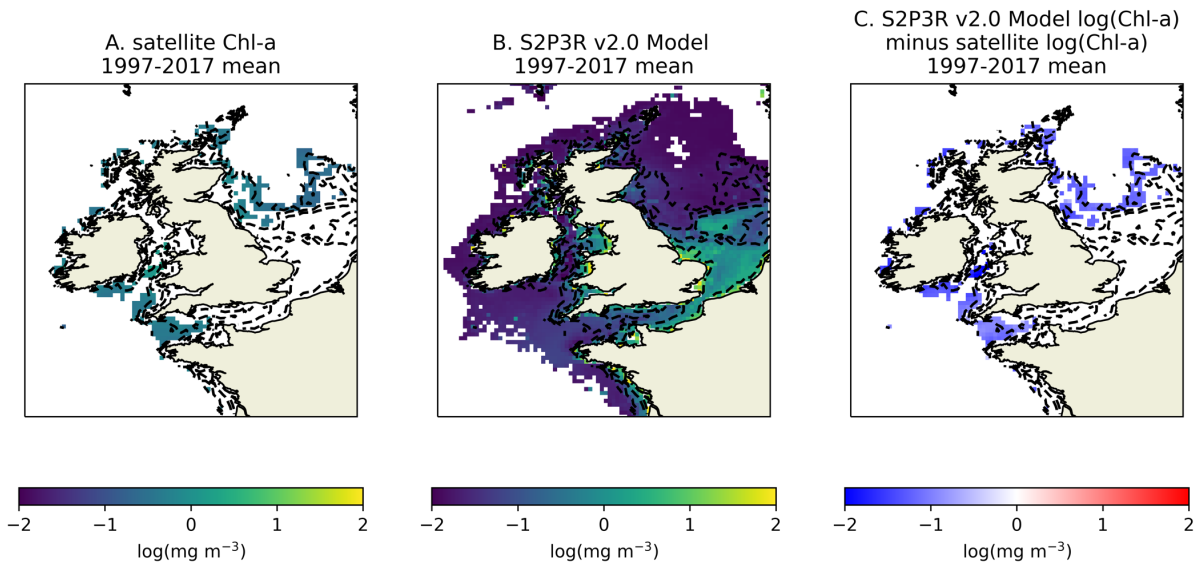 A. satellite Chl-a
1997-2017 mean
B. S2P3R v2.0 Model
1997-2017 mean
C. S2P3R v2.0 Model log(Chl-a)
minus satellite log(Chl-a)
1997-2017 mean
−2 −1 0 1 2
log(mg m⁻³)
−2 −1 0 1 2
log(mg m⁻³)
−2 −1 0 1 2
log(mg m⁻³)